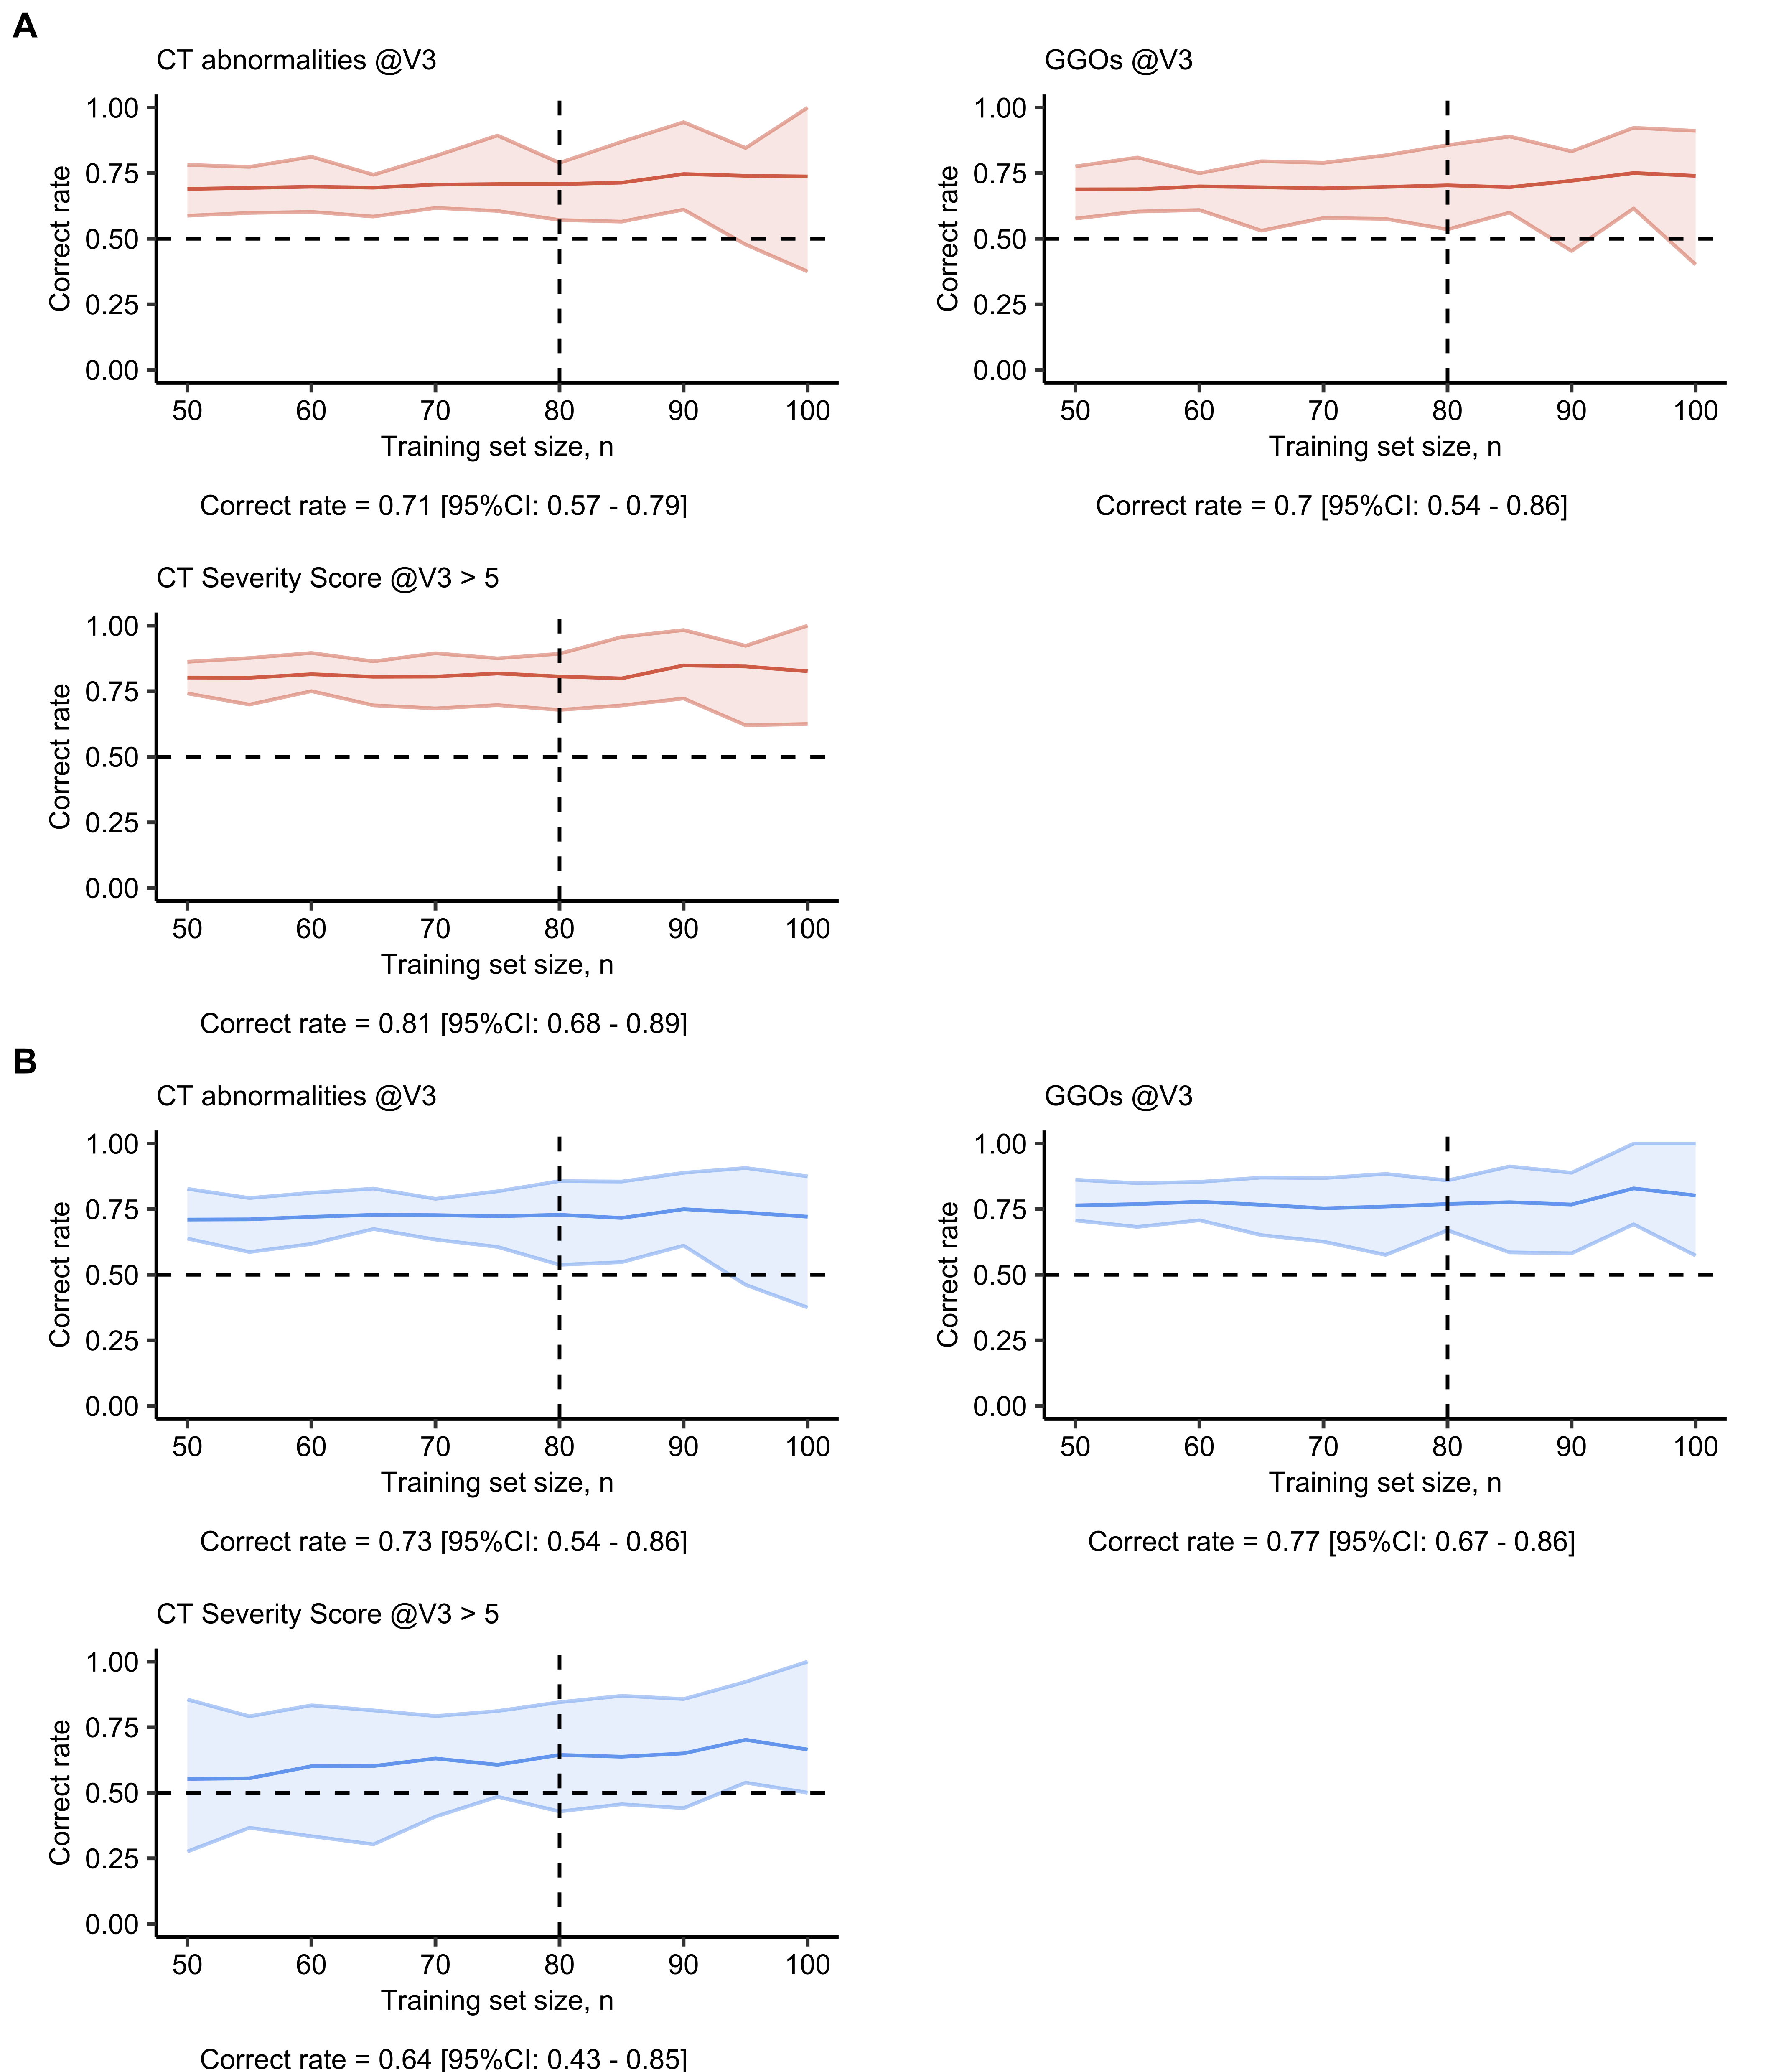 A
CT abnormalities @V3
1.00
0.75
0.50
0.25
0.00
Correct rate
50 60 70 80 90 100
Training set size, n
Correct rate = 0.71 [95%CI: 0.57 - 0.79]
GGOs @V3
1.00
0.75
0.50
0.25
0.00
Correct rate
50 60 70 80 90 100
Training set size, n
Correct rate = 0.7 [95%CI: 0.54 - 0.86]
CT Severity Score @V3 > 5
1.00
0.75
0.50
0.25
0.00
Correct rate
50 60 70 80 90 100
Training set size, n
Correct rate = 0.81 [95%CI: 0.68 - 0.89]
B
CT abnormalities @V3
1.00
0.75
0.50
0.25
0.00
Correct rate
50 60 70 80 90 100
Training set size, n
Correct rate = 0.73 [95%CI: 0.54 - 0.86]
GGOs @V3
1.00
0.75
0.50
0.25
0.00
Correct rate
50 60 70 80 90 100
Training set size, n
Correct rate = 0.77 [95%CI: 0.67 - 0.86]
CT Severity Score @V3 > 5
1.00
0.75
0.50
0.25
0.00
Correct rate
50 60 70 80 90 100
Training set size, n
Correct rate = 0.64 [95%CI: 0.43 - 0.85]